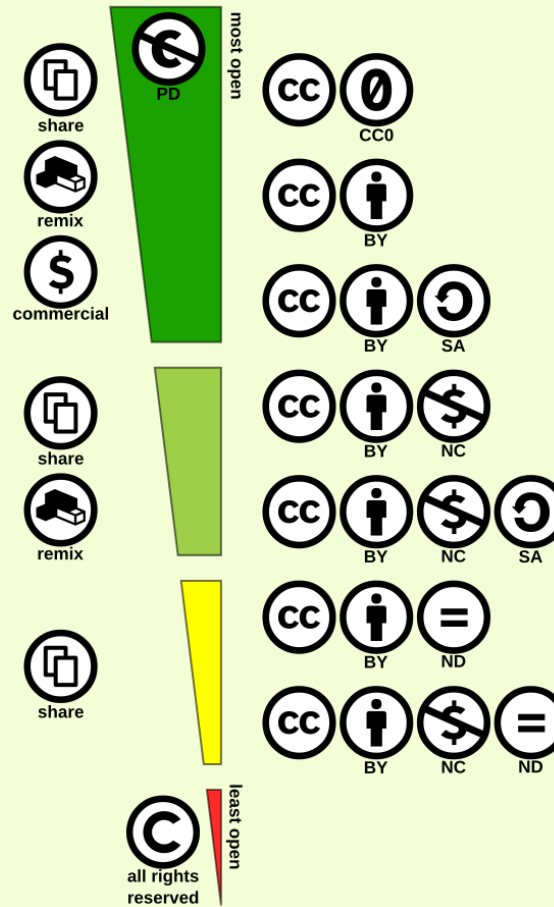 most open
PD
share
CC0
remix
BY
commercial
BY SA
share
BY NC
remix
BY NC SA
BY ND
share
BY NC ND
least open
all rights
reserved